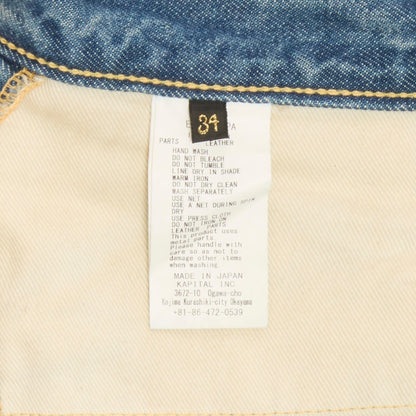 34
PARTS LEATHER
HAND WASH
DO NOT BLEACH
DO NOT TUMBLE
LINE DRY IN SHADE
WARM IRON
DO NOT DRY CLEAN
WASH SEPARATELY
USE NET
USE A NET DURING SPIN
DRY
USE PRESS CLOTH
DO NOT IRON ON
LEATHER PARTS
This product uses
metal parts.
Please handle with
care so as not to
damage other items
when washing.
MADE IN JAPAN
KAPITAL INC
36/2-10 Ogawa-cho
Kojima Kurashiki-city Okayama
+81-86-472-0539